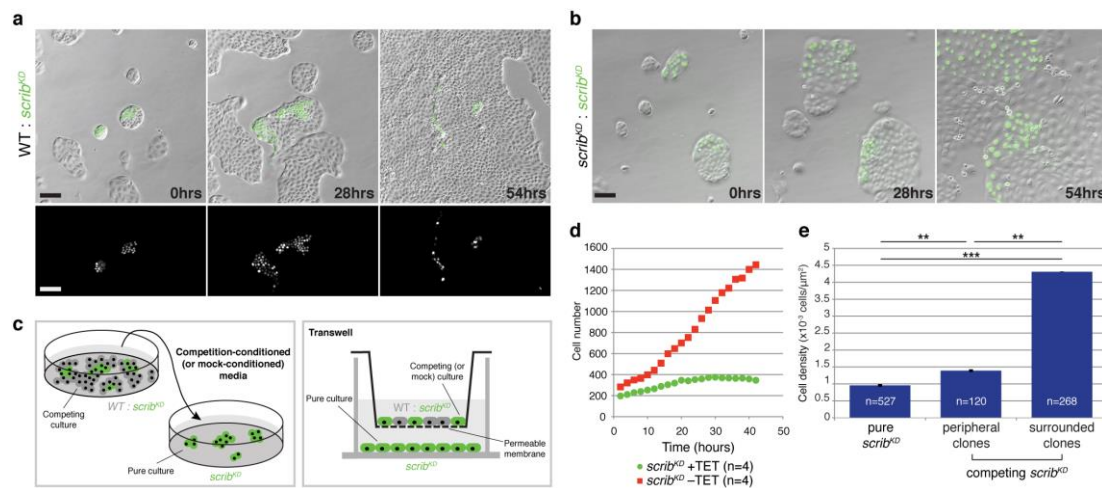 a
WT : scribKD
0hrs
28hrs
54hrs
b
scribKD : scribKD
0hrs
28hrs
54hrs
c
Competition-conditioned
(or mock-conditioned)
media
Competing
culture
WT : scribKD
Pure culture
scribKD
Transwell
Competing (or
mock) culture
Pure culture
WT : scribKD
Permeable
membrane
scribKD
d
Cell number
1600
1400
1200
1000
800
600
400
200
0
0 10 20 30 40 50
Time (hours)
scribKD +TET (n=4)
scribKD –TET (n=4)
e
** **
***
Cell density (x10-3 cells/μm2)
5
4.5
4
3.5
3
2.5
2
1.5
1
0.5
0
n=527 n=120 n=268
pure
scribKD
peripheral
clones
surrounded
clones
competing scribKD